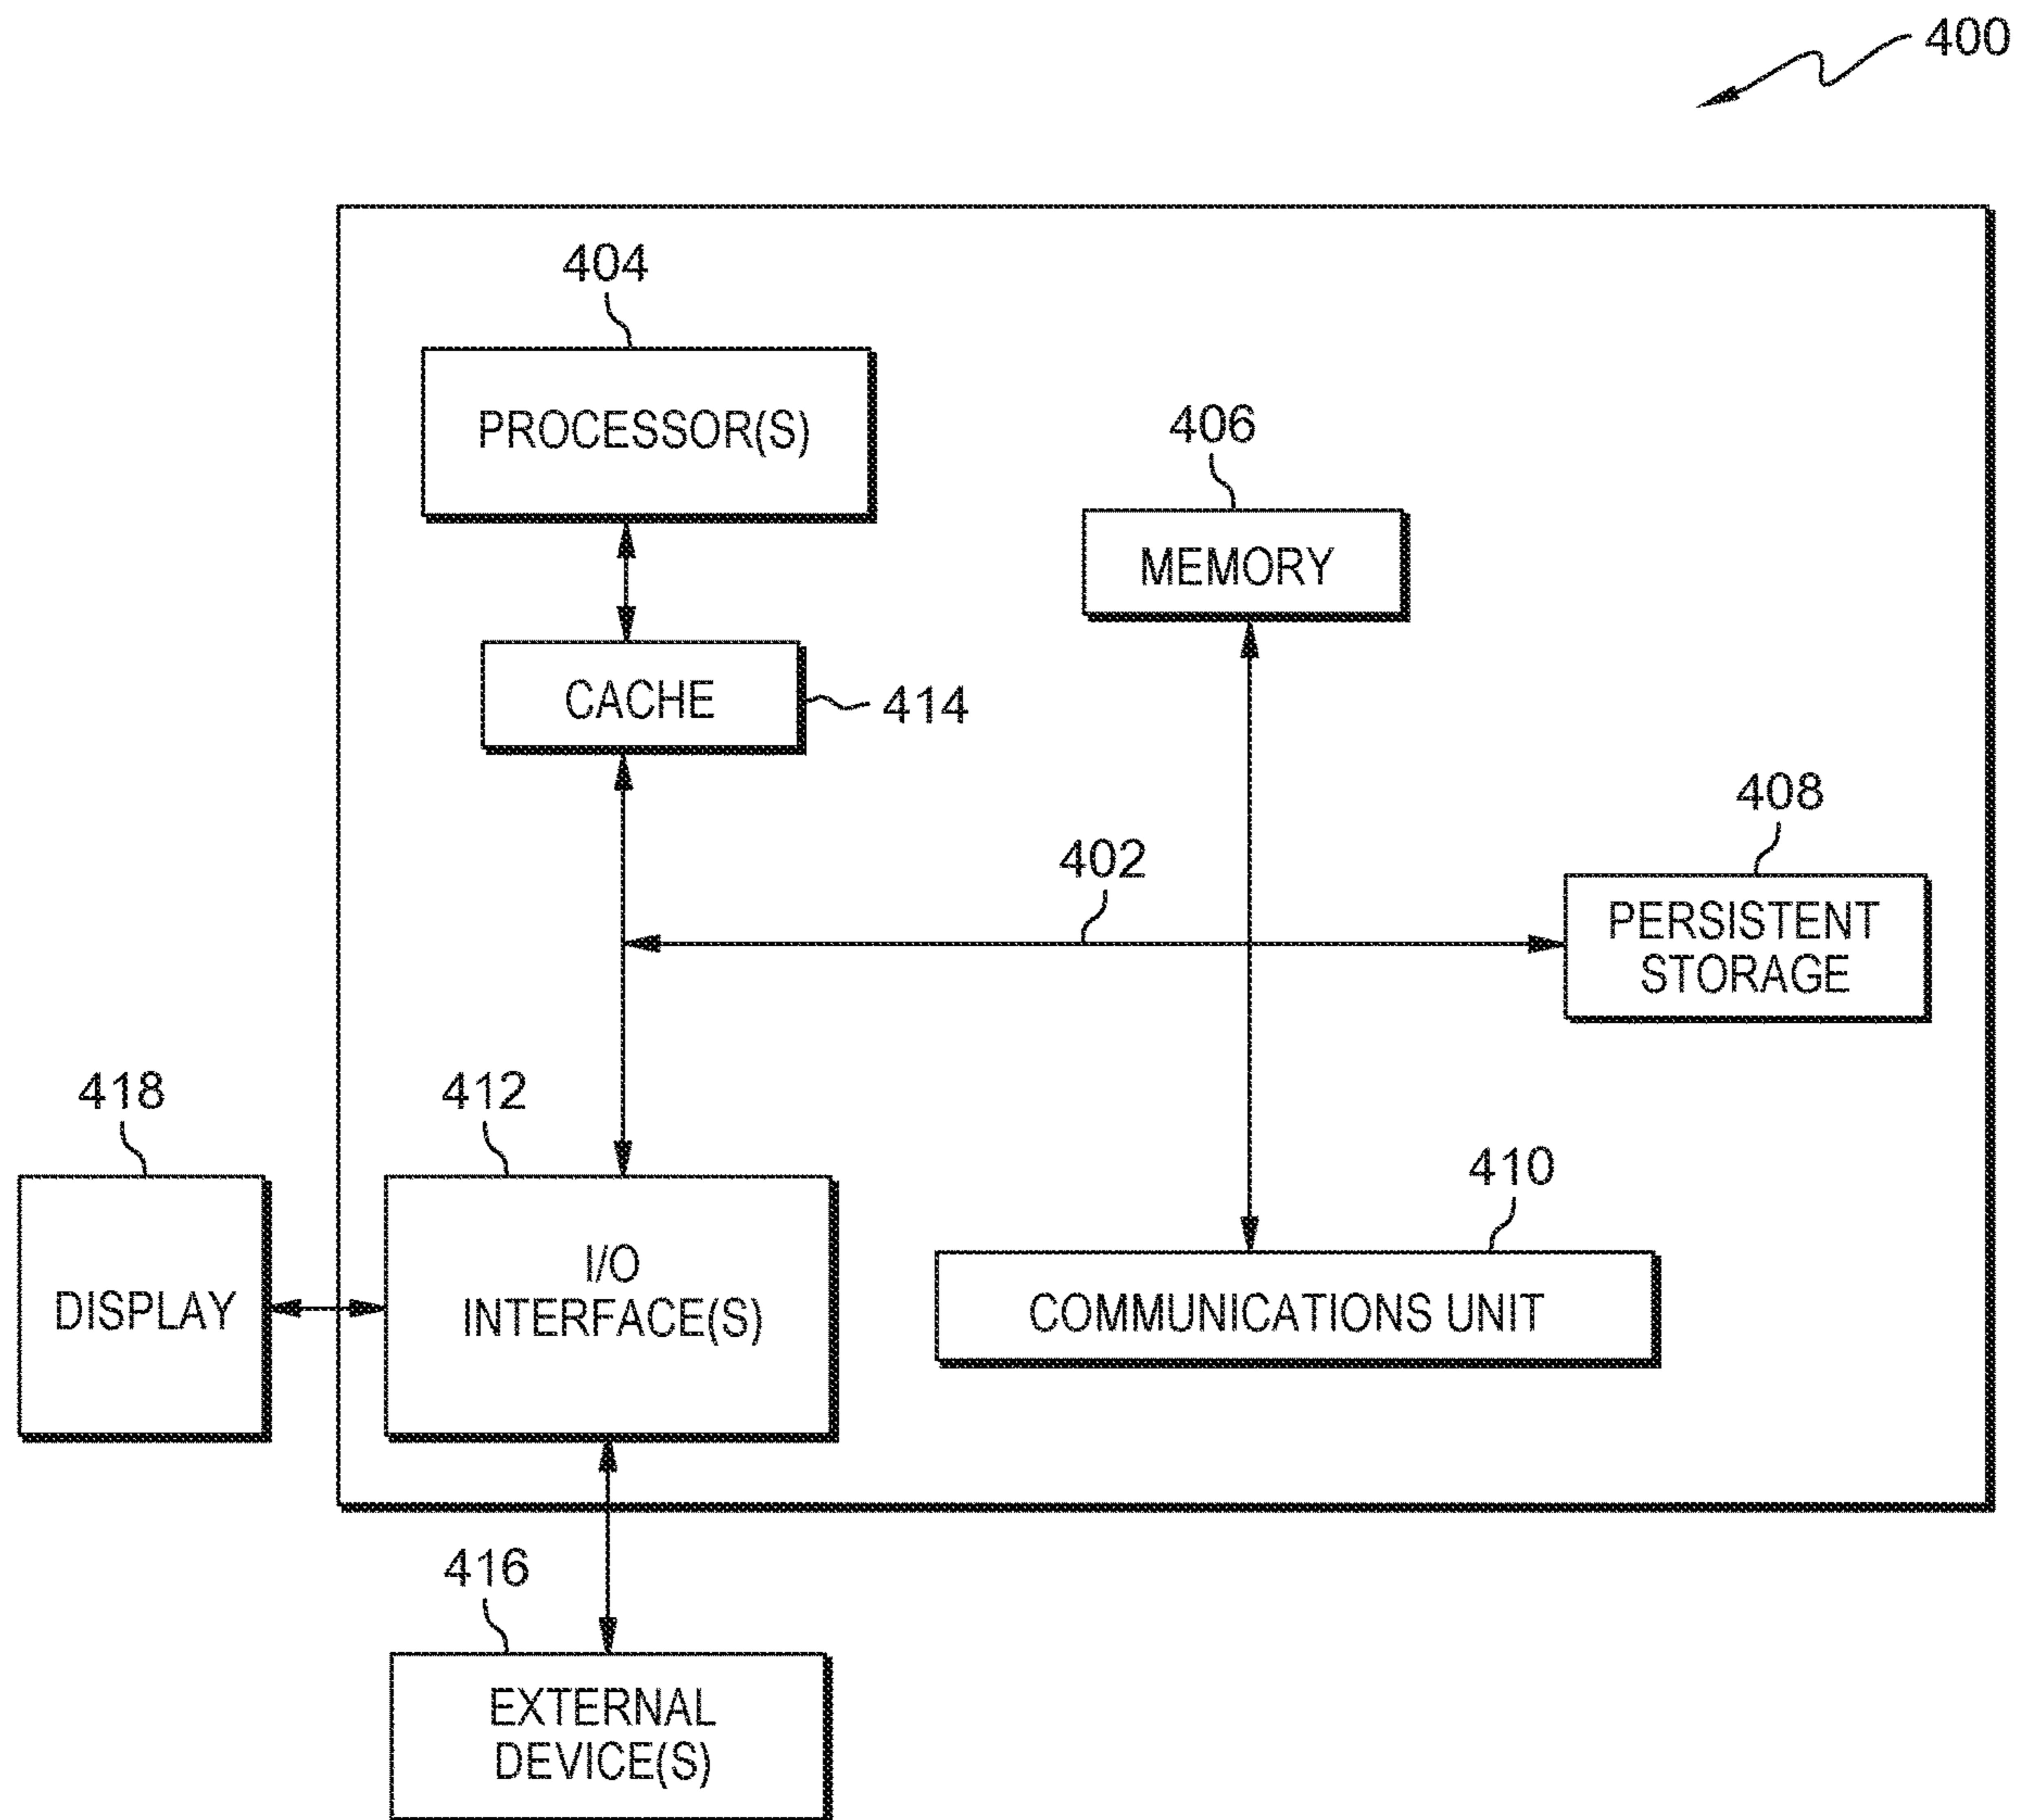 400
404
PROCESSOR(S)
406
MEMORY
CACHE
414
408
402
PERSISTENT
STORAGE
418
412
410
DISPLAY
I/O
INTERFACE(S)
COMMUNICATIONS UNIT
416
EXTERNAL
DEVICE(S)